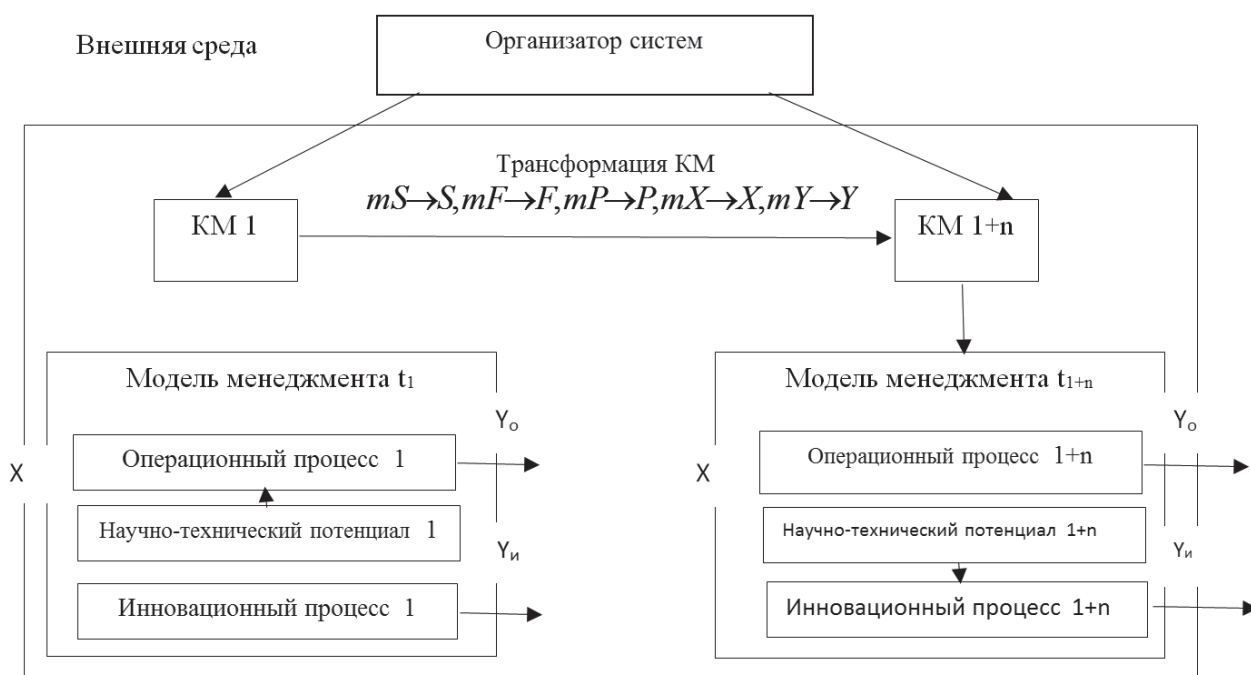 Внешняя среда
Организатор систем
Трансформация КМ
mS→S,mF→F,mP→P,mX→X,mY→Y
КМ 1
КМ 1+n
Модель менеджмента t₁
Модель менеджмента t₁₊ₙ
Yₒ
Yₒ
Операционный процесс 1
Операционный процесс 1+n
X
X
Научно-технический потенциал 1
Научно-технический потенциал 1+n
Yи
Yи
Инновационный процесс 1
Инновационный процесс 1+n